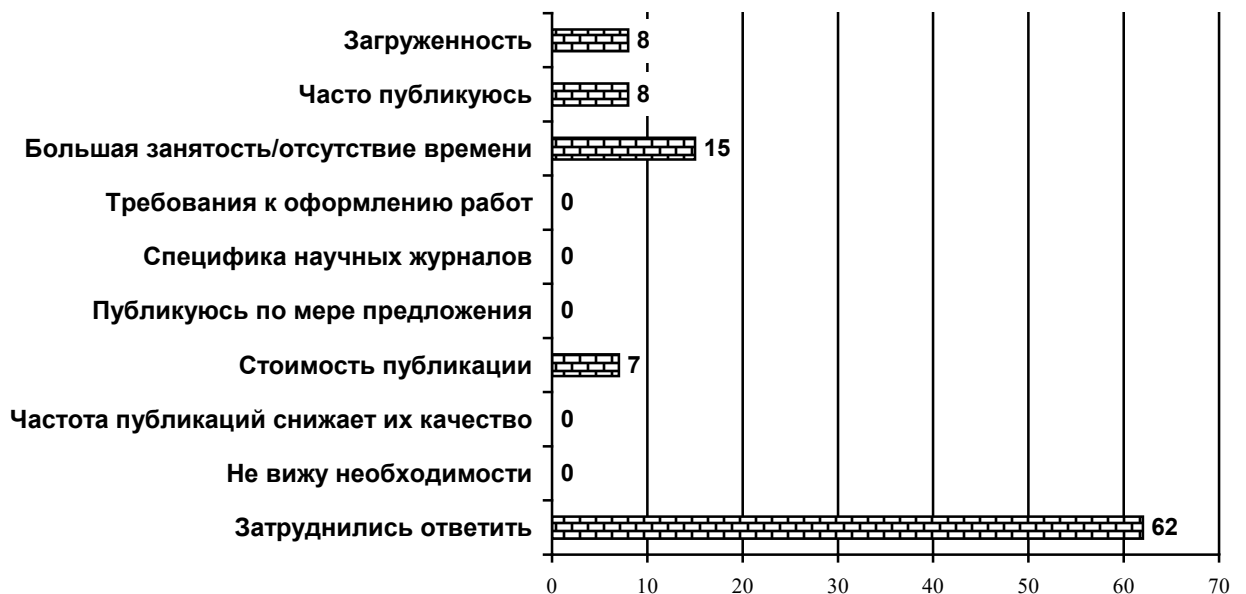 Загруженность 8
Часто публикуюсь 8
Большая занятость/отсутствие времени 15
Требования к оформлению работ 0
Специфика научных журналов 0
Публикуюсь по мере предложения 0
Стоимость публикации 7
Частота публикаций снижает их качество 0
Не вижу необходимости 0
Затруднились ответить 62
0 10 20 30 40 50 60 70